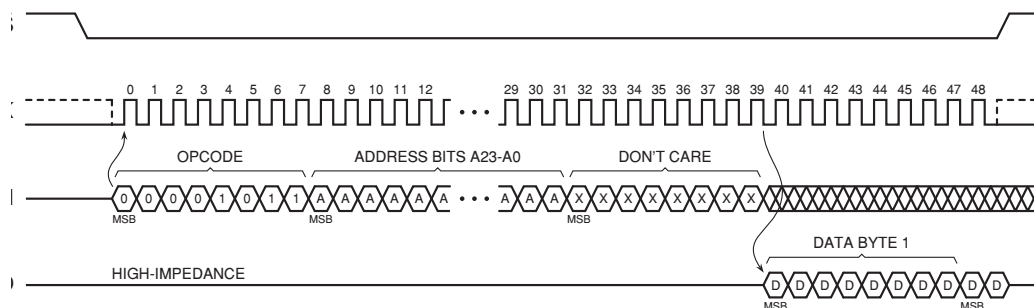 0 1 2 3 4 5 6 7 8 9 10 11 12 29 30 31 32 33 34 35 36 37 38 39 40 41 42 43 44 45 46 47 48
OPCODE ADDRESS BITS A23-A0 DON'T CARE
0 0 0 0 1 0 1 1 A A A A A A A A A X X X X X X X X
MSB MSB MSB
DATA BYTE 1
HIGH-IMPEDANCE
D D D D D D D D D D
MSB MSB